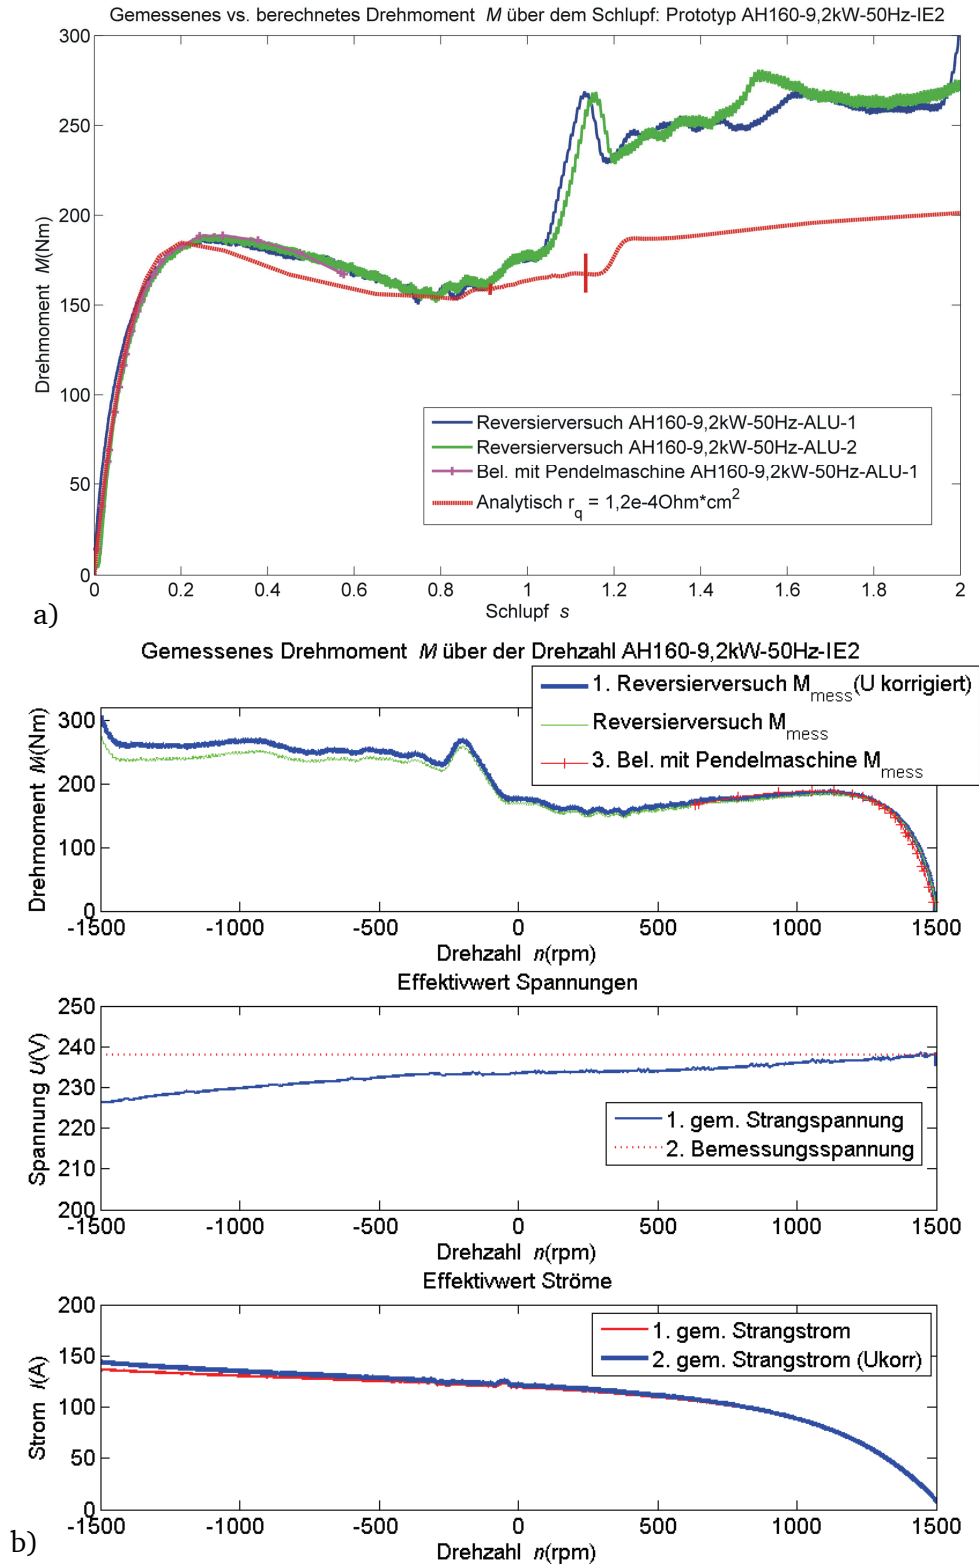 Gemessenes vs. berechnetes Drehmoment M über dem Schlupf: Prototyp AH160-9,2kW-50Hz-IE2
300
250
200
150
100
50
0
Drehmoment M(Nm)
Reversierversuch AH160-9,2kW-50Hz-ALU-1
Reversierversuch AH160-9,2kW-50Hz-ALU-2
Bel. mit Pendelmaschine AH160-9,2kW-50Hz-ALU-1
Analytisch r_q = 1,2e-4Ohm*cm²
0 0.2 0.4 0.6 0.8 1 1.2 1.4 1.6 1.8 2
Schlupf s
a)
Gemessenes Drehmoment M über der Drehzahl AH160-9,2kW-50Hz-IE2
1. Reversierversuch M_mess(U korrigiert)
Reversierversuch M_mess
3. Bel. mit Pendelmaschine M_mess
300
200
100
0
Drehmoment M(Nm)
-1500 -1000 -500 0 500 1000 1500
Drehzahl n(rpm)
Effektivwert Spannungen
250
240
230
220
210
200
Spannung U(V)
1. gem. Strangspannung
2. Bemessungsspannung
-1500 -1000 -500 0 500 1000 1500
Drehzahl n(rpm)
Effektivwert Ströme
200
150
100
50
0
Strom I(A)
1. gem. Strangstrom
2. gem. Strangstrom (Ukorr)
-1500 -1000 -500 0 500 1000 1500
Drehzahl n(rpm)
b)